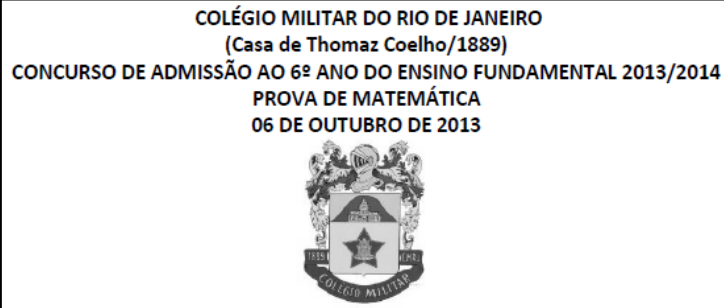 COLÉGIO MILITAR DO RIO DE JANEIRO
(Casa de Thomaz Coelho/1889)
CONCURSO DE ADMISSÃO AO 6º ANO DO ENSINO FUNDAMENTAL 2013/2014
PROVA DE MATEMÁTICA
06 DE OUTUBRO DE 2013
1889
COLÉGIO MILITAR